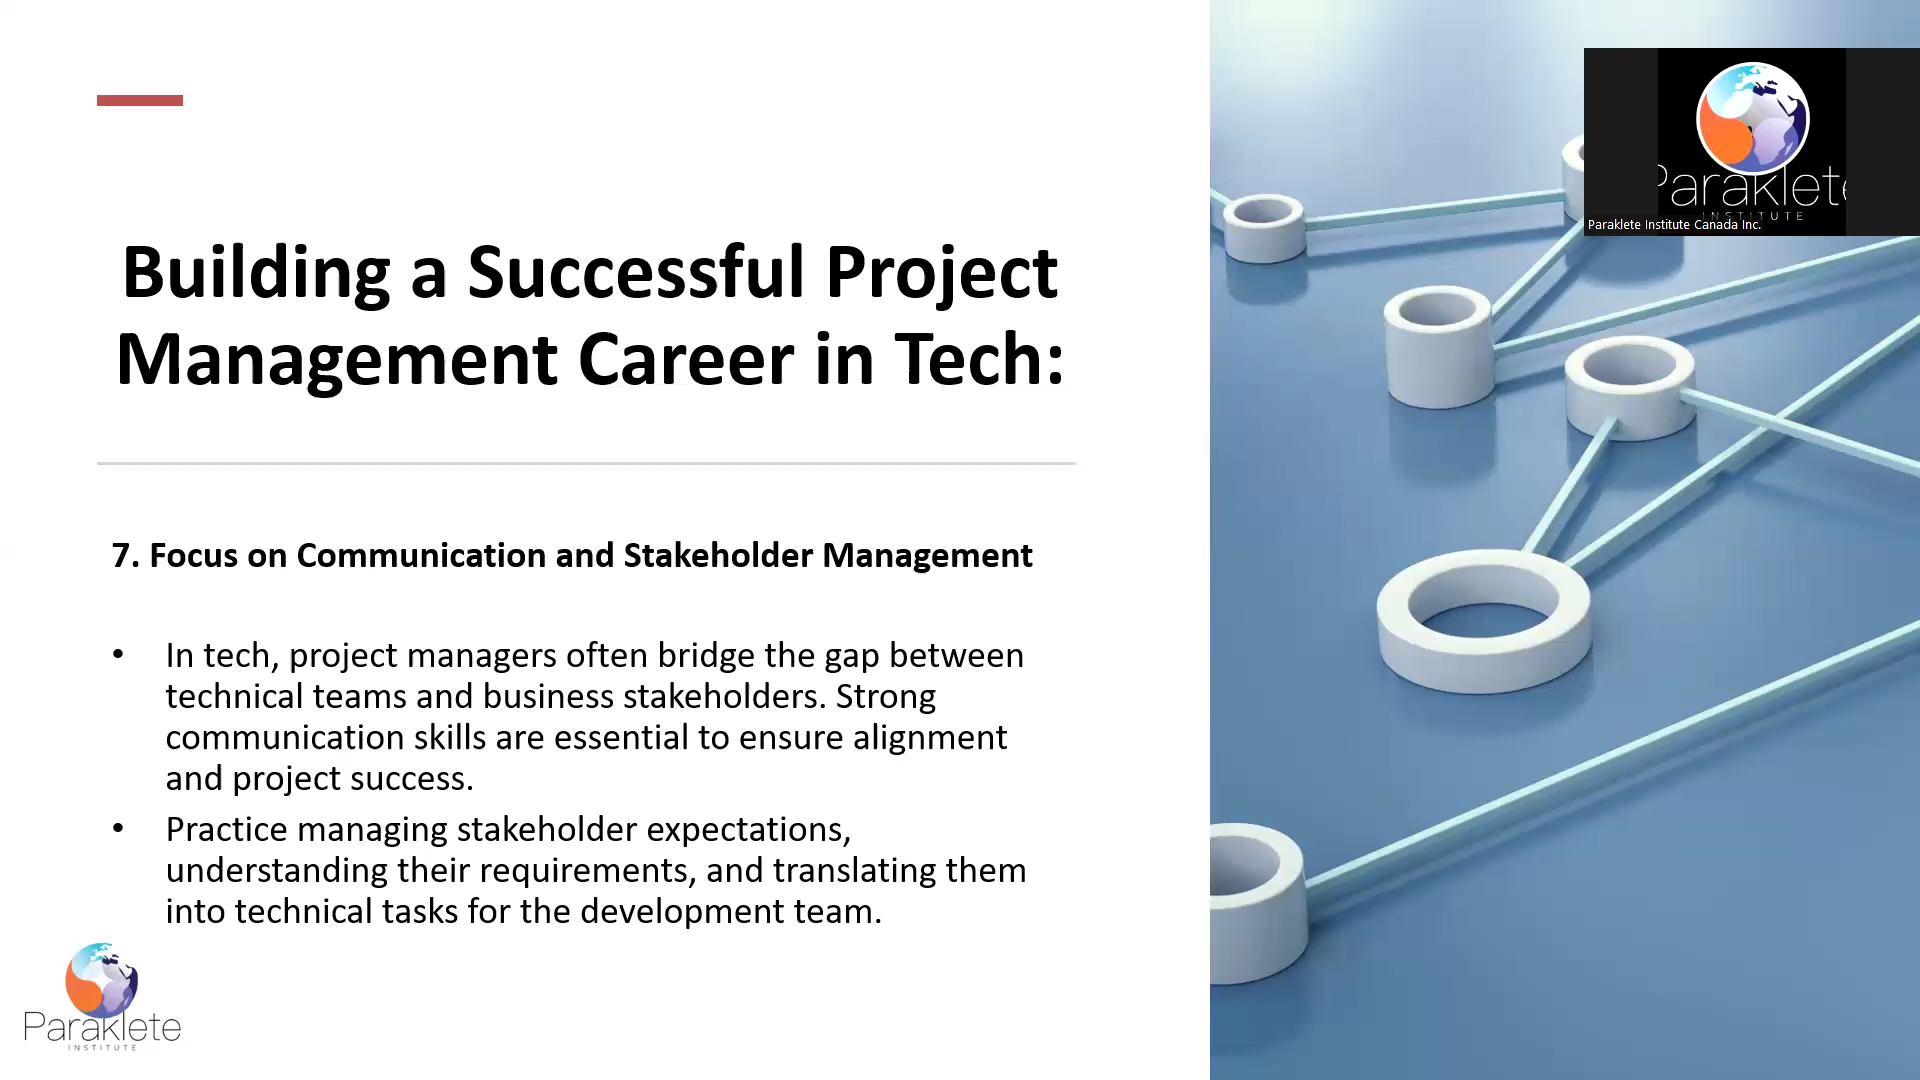 Building a Successful Project
Management Career in Tech:
7. Focus on Communication and Stakeholder Management
• In tech, project managers often bridge the gap between
technical teams and business stakeholders. Strong
communication skills are essential to ensure alignment
and project success.
• Practice managing stakeholder expectations,
understanding their requirements, and translating them
into technical tasks for the development team.
Paraklete
INSTITUTE
Paraklete
INSTITUTE
Paraklete Institute Canada Inc.